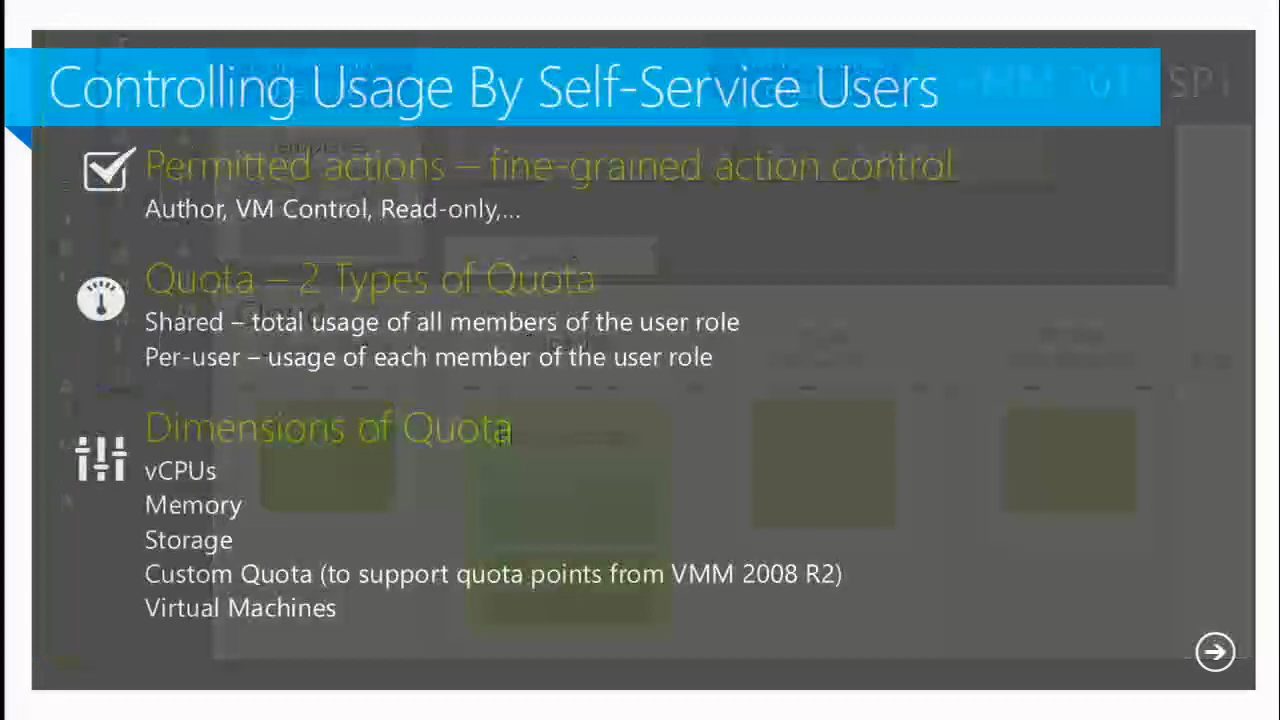 Controlling Usage By Self-Service Users
SP1
Permitted actions – fine-grained action control
Author, VM Control, Read-only,...
Quota – 2 Types of Quota
Shared – total usage of all members of the user role
Per-user – usage of each member of the user role
Dimensions of Quota
vCPUs
Memory
Storage
Custom Quota (to support quota points from VMM 2008 R2)
Virtual Machines